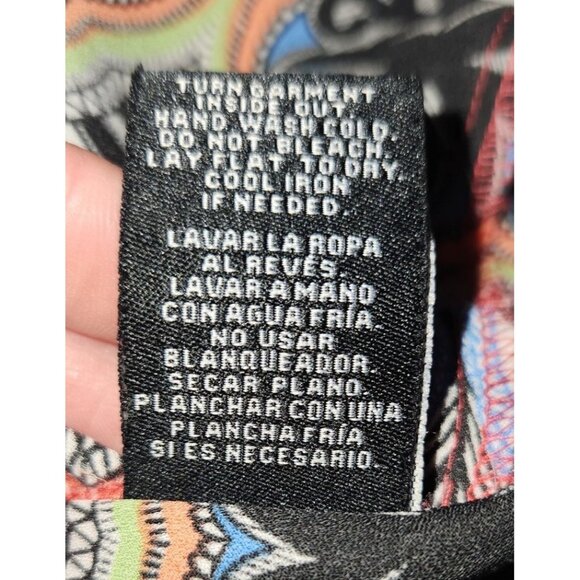 TURN GARMENT
INSIDE OUT.
HAND WASH COLD.
DO NOT BLEACH.
LAY FLAT TO DRY.
COOL IRON
IF NEEDED.
LAVAR LA ROPA
AL REVÉS.
LAVAR A MANO
CON AGUA FRÍA.
NO USAR
BLANQUEADOR.
SECAR PLANO.
PLANCHAR CON UNA
PLANCHA FRÍA
SI ES NECESARIO.